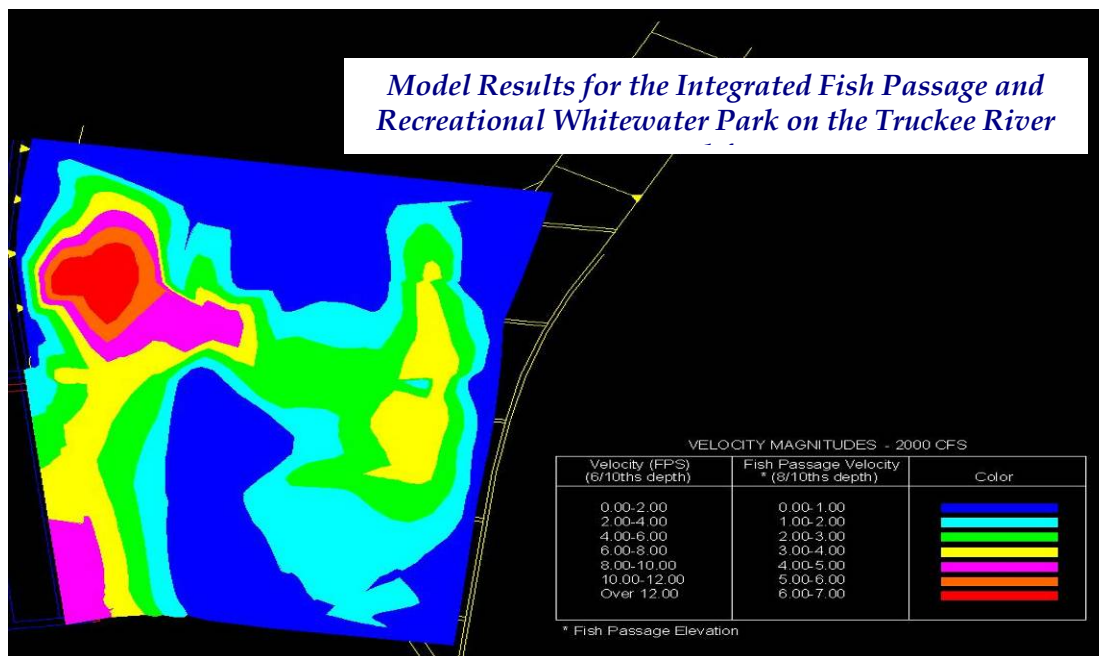 Model Results for the Integrated Fish Passage and
Recreational Whitewater Park on the Truckee River
VELOCITY MAGNITUDES - 2000 CFS
Velocity (FPS) Fish Passage Velocity Color
(6/10ths depth) * (8/10ths depth)
0.00-2.00 0.00-1.00
2.00-4.00 1.00-2.00
4.00-6.00 2.00-3.00
6.00-8.00 3.00-4.00
8.00-10.00 4.00-5.00
10.00-12.00 5.00-6.00
Over 12.00 6.00-7.00
* Fish Passage Elevation